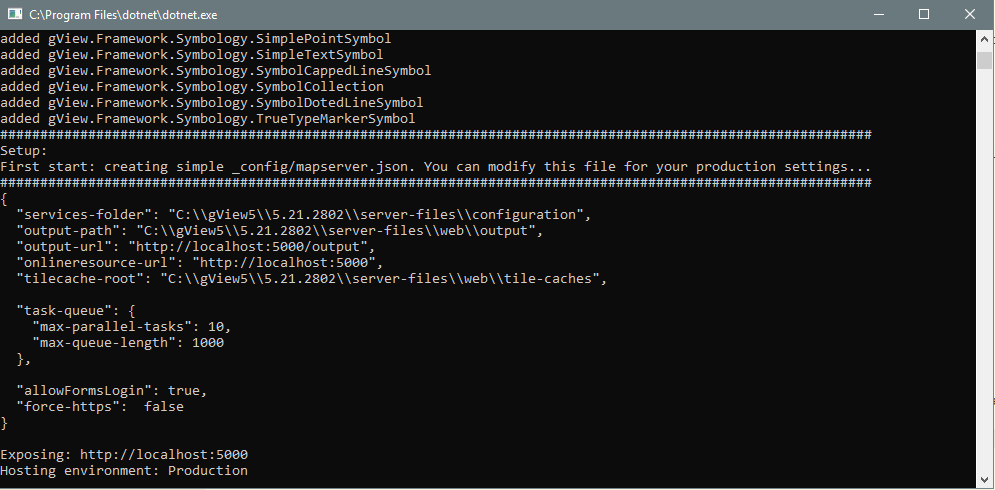 C:\Program Files\dotnet\dotnet.exe
added gView.Framework.Symbology.SimplePointSymbol
added gView.Framework.Symbology.SimpleTextSymbol
added gView.Framework.Symbology.SymbolCappedLineSymbol
added gView.Framework.Symbology.SymbolCollection
added gView.Framework.Symbology.SymbolDotedLineSymbol
added gView.Framework.Symbology.TrueTypeMarkerSymbol
#############################################################################################################
Setup:
First start: creating simple _config/mapserver.json. You can modify this file for your production settings...
#############################################################################################################
{
  "services-folder": "C:\\gView5\\5.21.2802\\server-files\\configuration",
  "output-path": "C:\\gView5\\5.21.2802\\server-files\\web\\output",
  "output-url": "http://localhost:5000/output",
  "onlineresource-url": "http://localhost:5000",
  "tilecache-root": "C:\\gView5\\5.21.2802\\server-files\\web\\tile-caches",
  "task-queue": {
    "max-parallel-tasks": 10,
    "max-queue-length": 1000
  },
  "allowFormsLogin": true,
  "force-https":  false
}
Exposing: http://localhost:5000
Hosting environment: Production